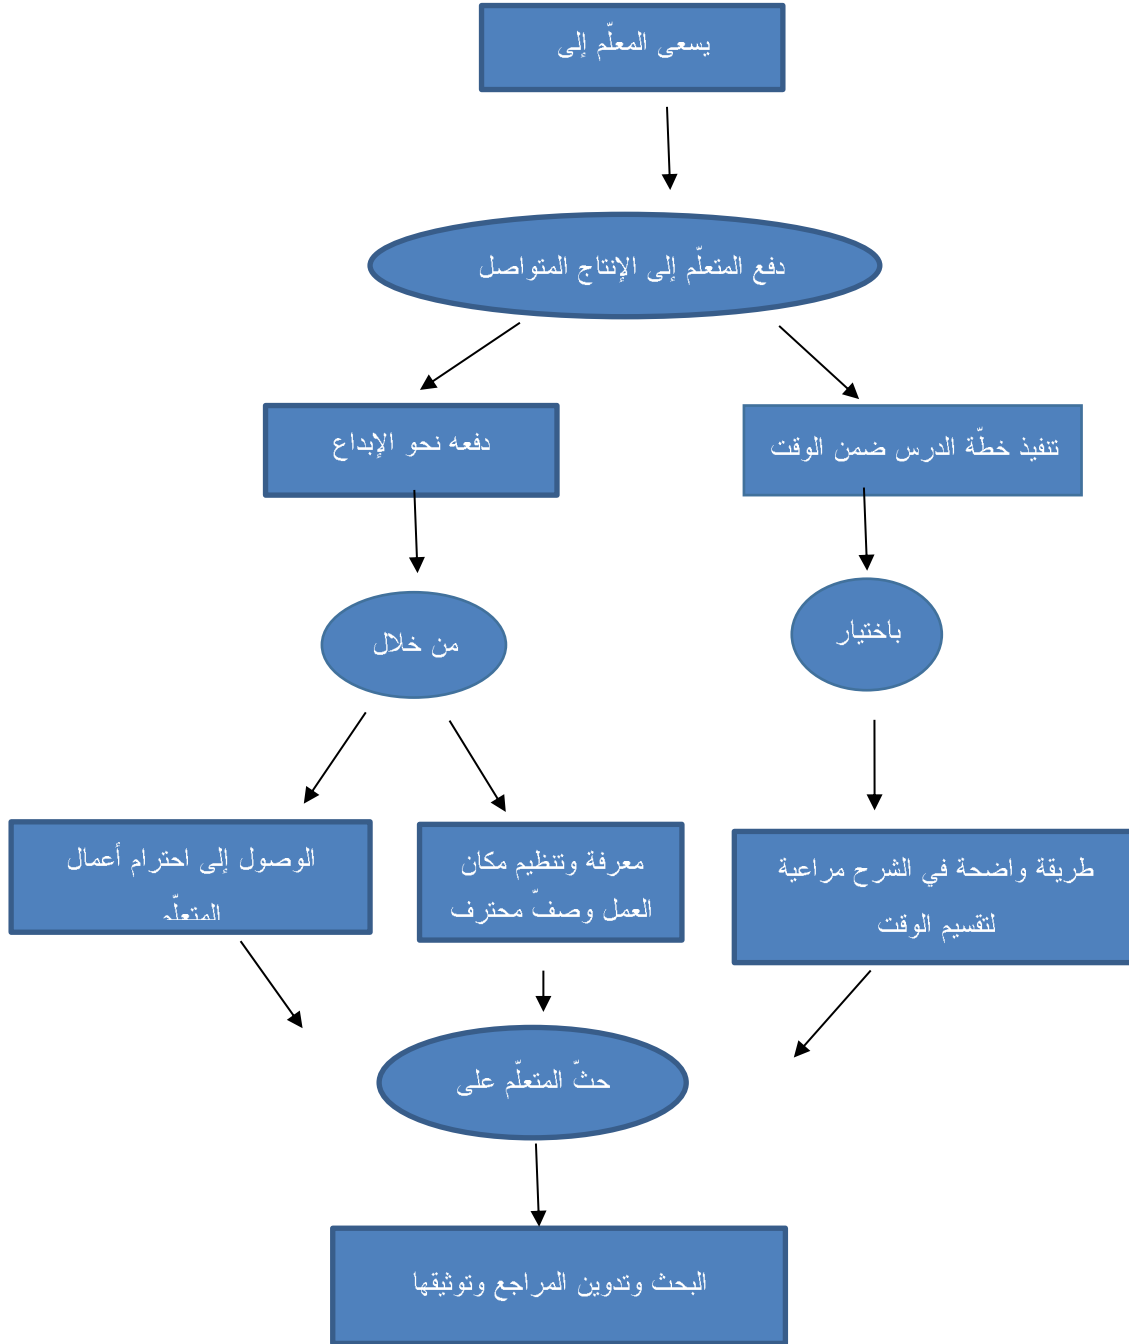 يسعى المعلّم إلى
دفع المتعلّم إلى الإنتاج المتواصل
تنفيذ خطّة الدرس ضمن الوقت
دفعه نحو الإبداع
باختيار
من خلال
طريقة واضحة في الشرح مراعية
لتقسيم الوقت
معرفة وتنظيم مكان
العمل وصفّ محترف
الوصول إلى احترام أعمال
المتعلّم
حثّ المتعلّم على
البحث وتدوين المراجع وتوثيقها